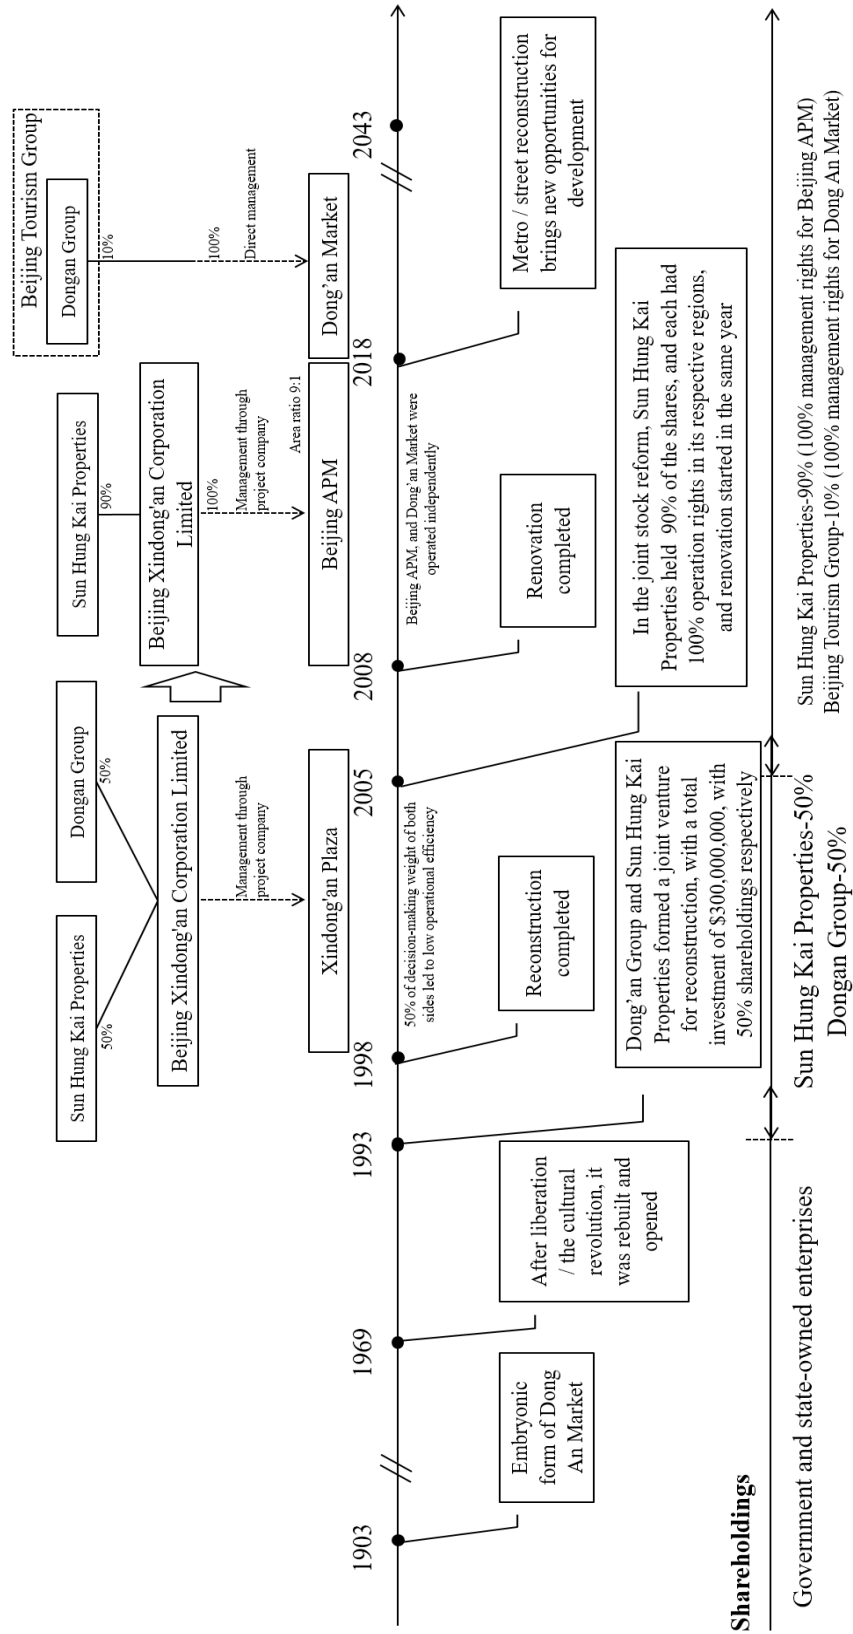 Sun Hung Kai Properties
50%
Dongan Group
50%
Beijing Xindong'an Corporation Limited
Management through
project company
Xindong'an Plaza
Sun Hung Kai Properties
90%
Beijing Xindong'an Corporation
Limited
100%
Management through
project company
Area ratio 9:1
Beijing APM
Beijing Tourism Group
Dongan Group
10%
100%
Direct management
Dong’an Market
1903
1969
1993
1998
2005
2008
2018
2043
50% of decision-making weight of both
sides led to low operational efficiency
Beijing APM, and Dong’an Market were
operated independently
Embryonic
form of Dong
An Market
After liberation
/ the cultural
revolution, it
was rebuilt and
opened
Reconstruction
completed
Renovation
completed
Metro / street reconstruction
brings new opportunities for
development
Dong’an Group and Sun Hung Kai
Properties formed a joint venture
for reconstruction, with a total
investment of $300,000,000, with
50% shareholdings respectively
In the joint stock reform, Sun Hung Kai
Properties held 90% of the shares, and each had
100% operation rights in its respective regions,
and renovation started in the same year
Shareholdings
Government and state-owned enterprises
Sun Hung Kai Properties-50%
Dongan Group-50%
Sun Hung Kai Properties-90% (100% management rights for Beijing APM)
Beijing Tourism Group-10% (100% management rights for Dong An Market)